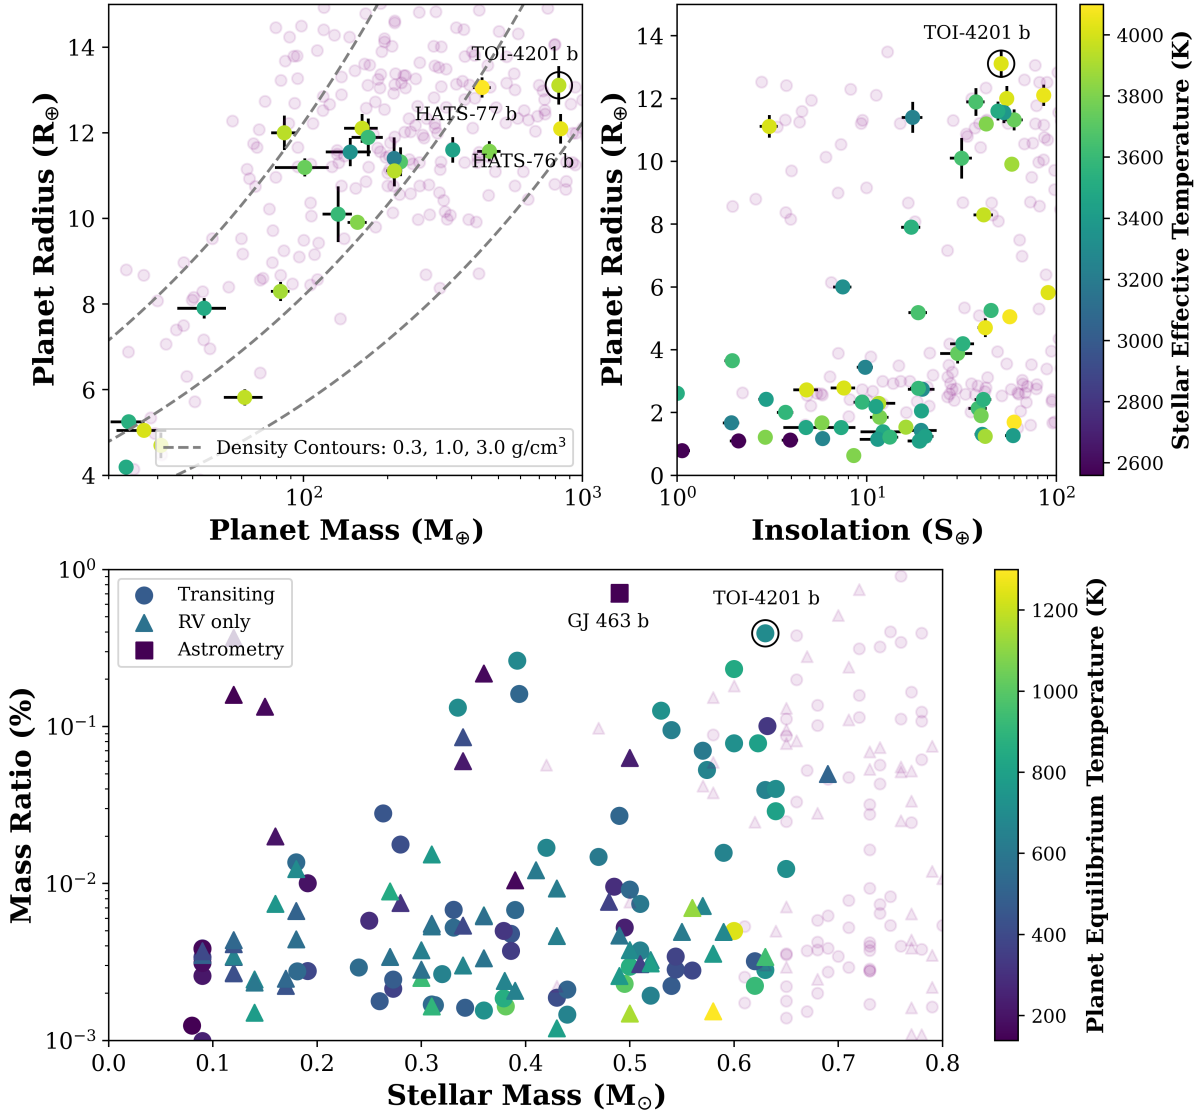 14
12
10
8
6
4
10²
10³
Planet Radius (R⊕)
Planet Mass (M⊕)
TOI-4201 b
HATS-77 b
HATS-76 b
Density Contours: 0.3, 1.0, 3.0 g/cm³
14
12
10
8
6
4
2
0
10⁰
10¹
10²
Planet Radius (R⊕)
Insolation (S⊕)
TOI-4201 b
4000
3800
3600
3400
3200
3000
2800
2600
Stellar Effective Temperature (K)
10⁰
10⁻¹
10⁻²
10⁻³
0.0
0.1
0.2
0.3
0.4
0.5
0.6
0.7
0.8
Mass Ratio (%)
Stellar Mass (M⊙)
Transiting
RV only
Astrometry
GJ 463 b
TOI-4201 b
1200
1000
800
600
400
200
Planet Equilibrium Temperature (K)